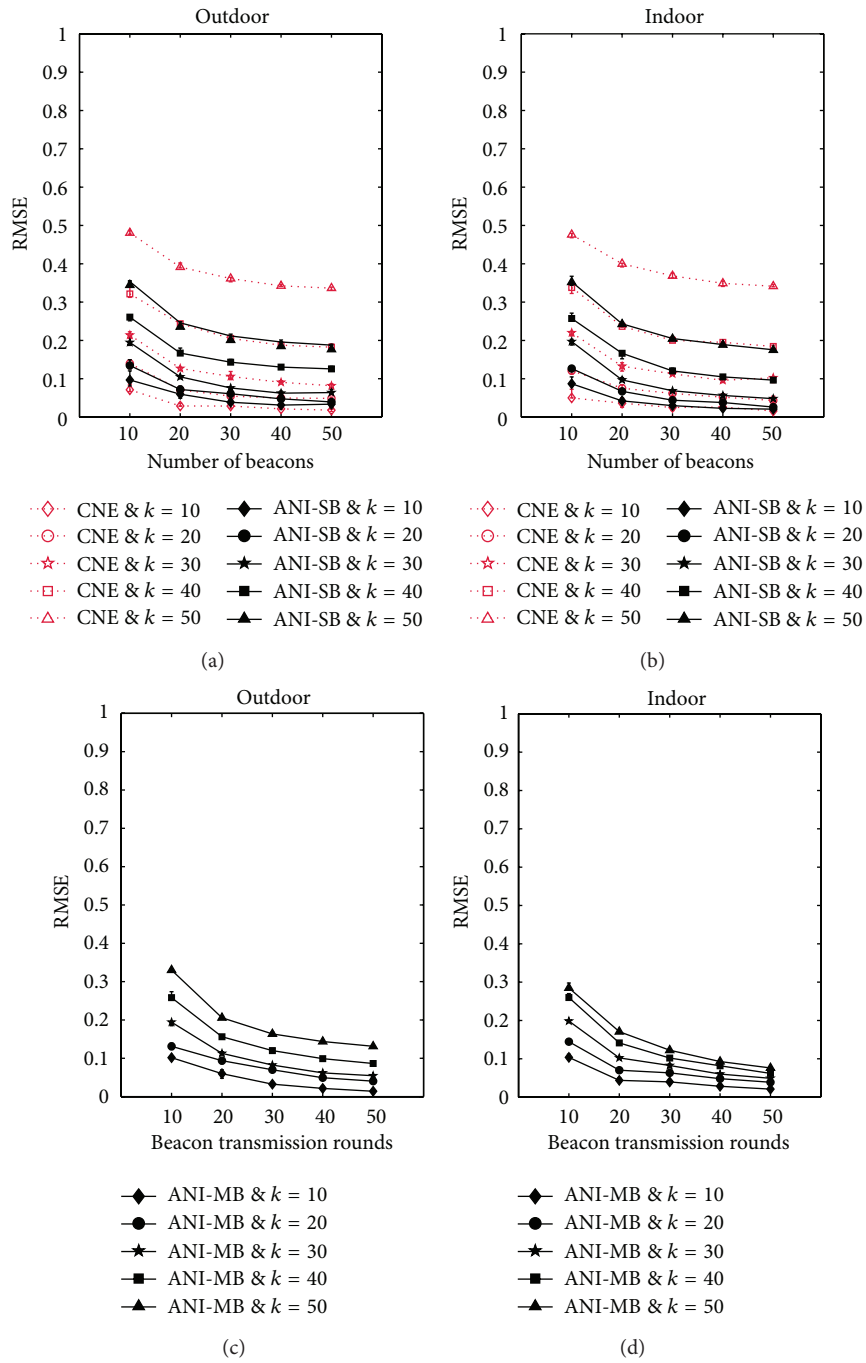 Outdoor
1
0.9
0.8
0.7
0.6
0.5
0.4
0.3
0.2
0.1
0
RMSE
10 20 30 40 50
Number of beacons
CNE & k = 10
CNE & k = 20
CNE & k = 30
CNE & k = 40
CNE & k = 50
ANI-SB & k = 10
ANI-SB & k = 20
ANI-SB & k = 30
ANI-SB & k = 40
ANI-SB & k = 50
(a)
Indoor
1
0.9
0.8
0.7
0.6
0.5
0.4
0.3
0.2
0.1
0
RMSE
10 20 30 40 50
Number of beacons
CNE & k = 10
CNE & k = 20
CNE & k = 30
CNE & k = 40
CNE & k = 50
ANI-SB & k = 10
ANI-SB & k = 20
ANI-SB & k = 30
ANI-SB & k = 40
ANI-SB & k = 50
(b)
Outdoor
1
0.9
0.8
0.7
0.6
0.5
0.4
0.3
0.2
0.1
0
RMSE
10 20 30 40 50
Beacon transmission rounds
ANI-MB & k = 10
ANI-MB & k = 20
ANI-MB & k = 30
ANI-MB & k = 40
ANI-MB & k = 50
(c)
Indoor
1
0.9
0.8
0.7
0.6
0.5
0.4
0.3
0.2
0.1
0
RMSE
10 20 30 40 50
Beacon transmission rounds
ANI-MB & k = 10
ANI-MB & k = 20
ANI-MB & k = 30
ANI-MB & k = 40
ANI-MB & k = 50
(d)